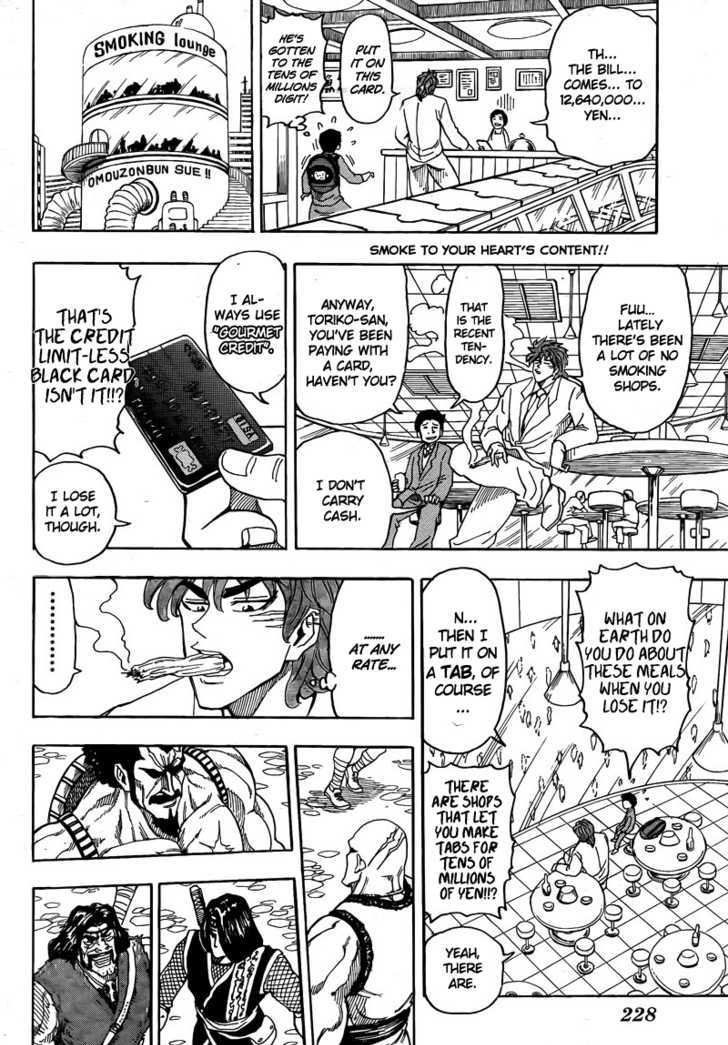 TH...
THE BILL...
COMES... TO
12,640,000...
YEN...
PUT
IT ON
THIS
CARD.
HE'S
GOTTEN
TO THE
TENS OF
MILLIONS
DIGIT!
SMOKING lounge
OMOUZONBUN SUE!!
SMOKE TO YOUR HEART'S CONTENT!!
FUU...
LATELY
THERE'S BEEN
A LOT OF NO
SMOKING
SHOPS.
THAT
IS THE
RECENT
TEN-
DENCY.
ANYWAY,
TORIKO-SAN,
YOU'VE BEEN
PAYING WITH
A CARD,
HAVEN'T YOU?
I DON'T
CARRY
CASH.
I AL-
WAYS USE
"GOURMET
CREDIT".
THAT'S
THE CREDIT
LIMIT-LESS
BLACK CARD
ISN'T IT!!?
I LOSE
IT A LOT,
THOUGH.
WHAT ON
EARTH DO
YOU DO ABOUT
THESE MEALS
WHEN YOU
LOSE IT!?
N...
THEN I
PUT IT ON
A TAB, OF
COURSE
...
THERE
ARE SHOPS
THAT LET
YOU MAKE
TABS FOR
TENS OF
MILLIONS
OF YEN!!?
YEAH,
THERE
ARE.
.......
AT ANY
RATE...
.........
228